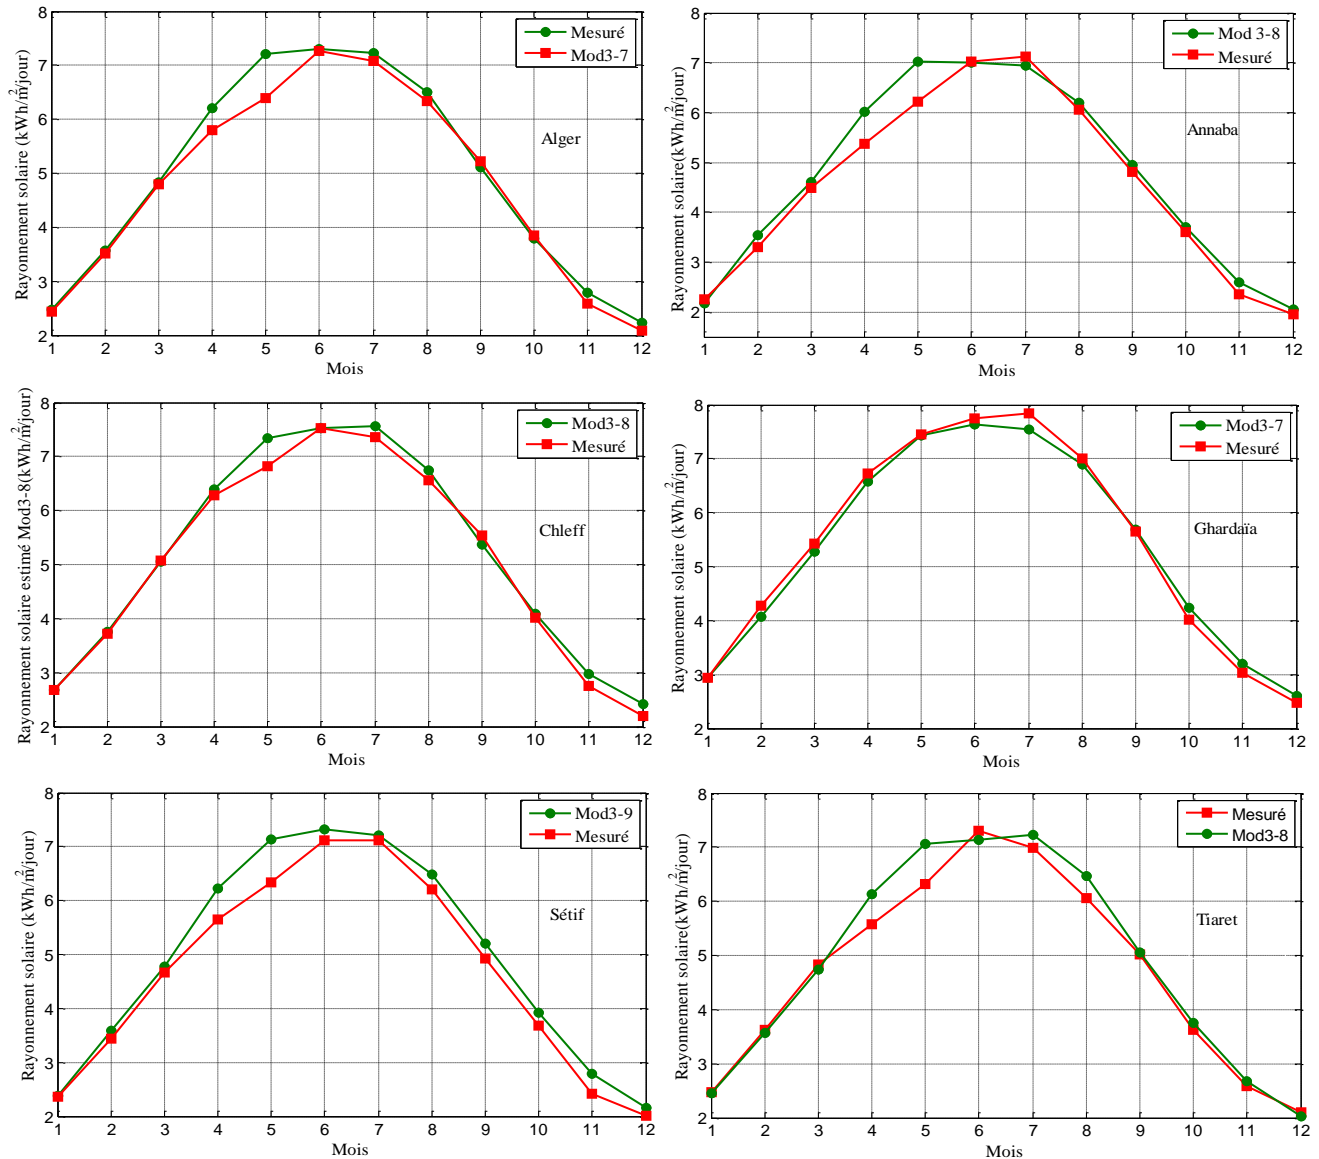 Mesuré
Mod3-7
Alger
Rayonnement solaire (kWh/m²/jour)
8
7
6
5
4
3
2
1 2 3 4 5 6 7 8 9 10 11 12
Mois
Mod 3-8
Mesuré
Annaba
Rayonnement solaire(kWh/m²/jour)
8
7
6
5
4
3
2
1 2 3 4 5 6 7 8 9 10 11 12
Mois
Mod3-8
Mesuré
Chleff
Rayonnement solaire estimé Mod3-8(kWh/m²/jour)
8
7
6
5
4
3
2
1 2 3 4 5 6 7 8 9 10 11 12
Mois
Mod3-7
Mesuré
Ghardaïa
Rayonnement solaire (kWh/m²/jour)
8
7
6
5
4
3
2
1 2 3 4 5 6 7 8 9 10 11 12
Mois
Mod3-9
Mesuré
Sétif
Rayonnement solaire (kWh/m²/jour)
8
7
6
5
4
3
2
1 2 3 4 5 6 7 8 9 10 11 12
Mois
Mesuré
Mod3-8
Tiaret
Rayonnement solaire(kWh/m²/jour)
8
7
6
5
4
3
2
1 2 3 4 5 6 7 8 9 10 11 12
Mois